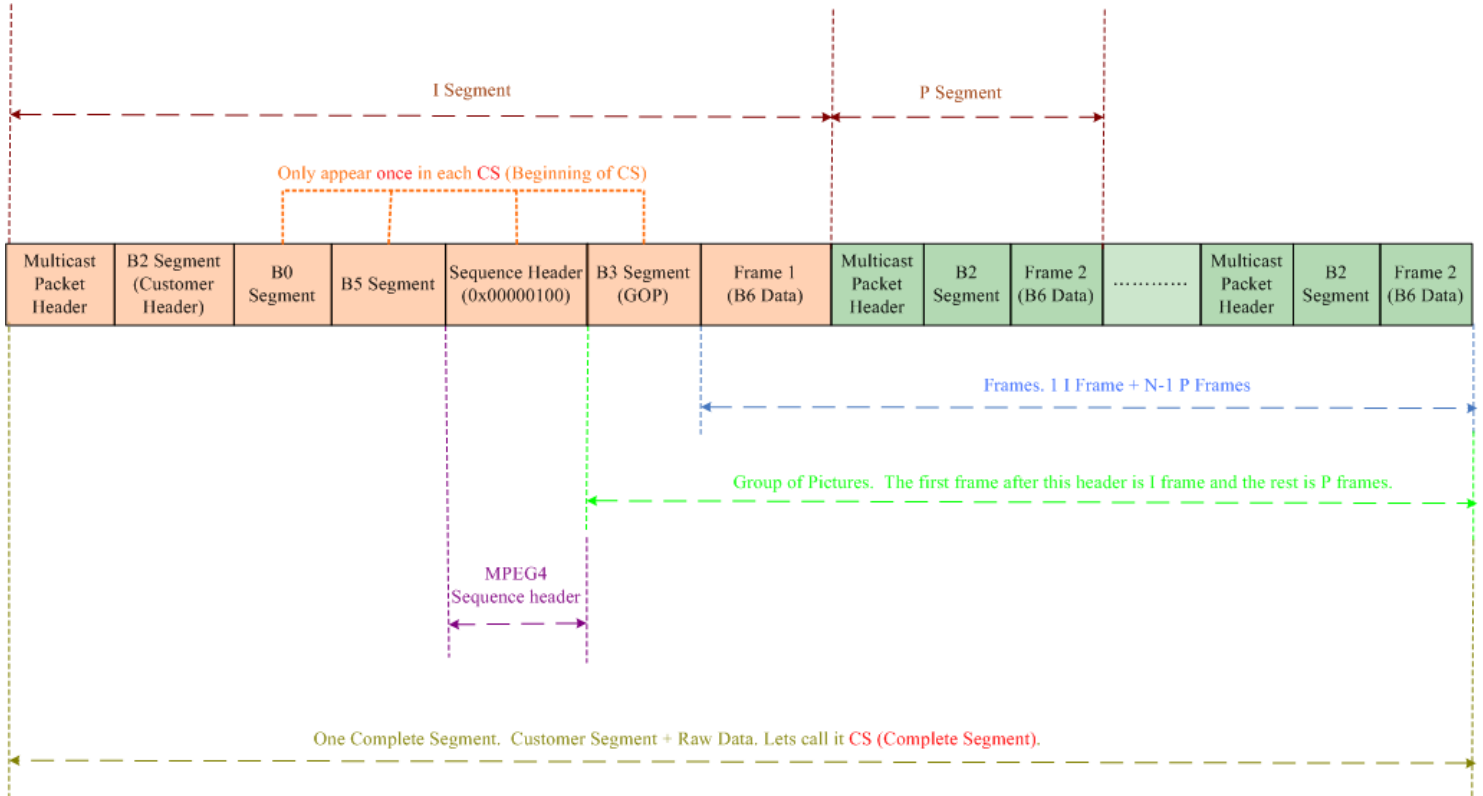 I Segment
P Segment
Only appear once in each CS (Beginning of CS)
Multicast
Packet
Header
B2 Segment
(Customer
Header)
B0
Segment
B5 Segment
Sequence Header
(0x00000100)
B3 Segment
(GOP)
Frame 1
(B6 Data)
Multicast
Packet
Header
B2
Segment
Frame 2
(B6 Data)
…………
Multicast
Packet
Header
B2
Segment
Frame 2
(B6 Data)
Frames. 1 I Frame + N-1 P Frames
Group of Pictures. The first frame after this header is I frame and the rest is P frames.
MPEG4
Sequence header
One Complete Segment. Customer Segment + Raw Data. Lets call it CS (Complete Segment).